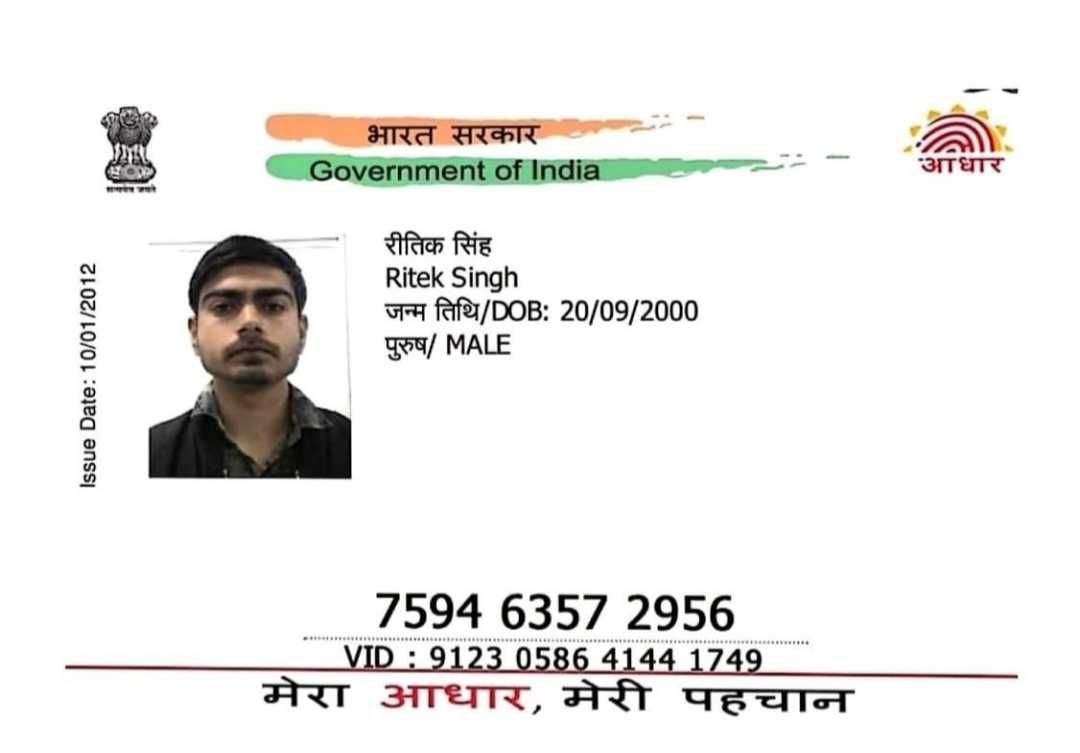 भारत सरकार
Government of India
सत्यमेव जयते
आधार
Issue Date: 10/01/2012
रीतिक सिंह
Ritek Singh
जन्म तिथि/DOB: 20/09/2000
पुरुष/ MALE
7594 6357 2956
VID : 9123 0586 4144 1749
मेरा आधार, मेरी पहचान